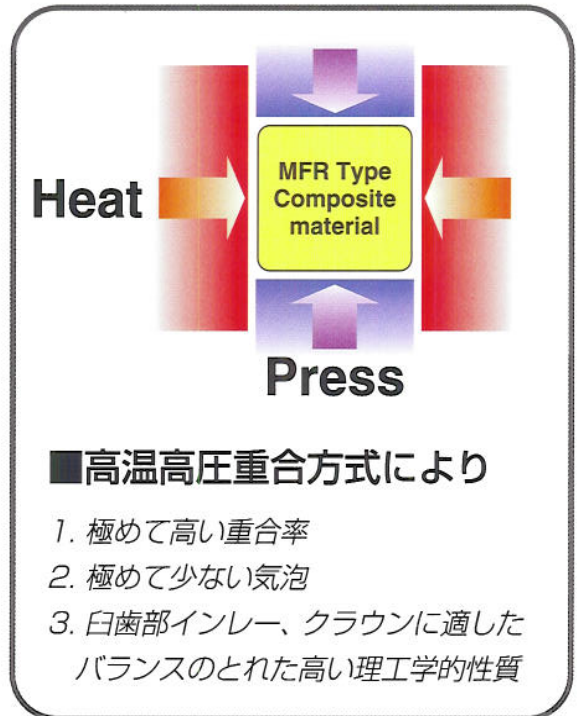 Heat
MFR Type
Composite
material
Press
■高温高圧重合方式により
1. 極めて高い重合率
2. 極めて少ない気泡
3. 臼歯部インレー、クラウンに適した
バランスのとれた高い理工学的性質